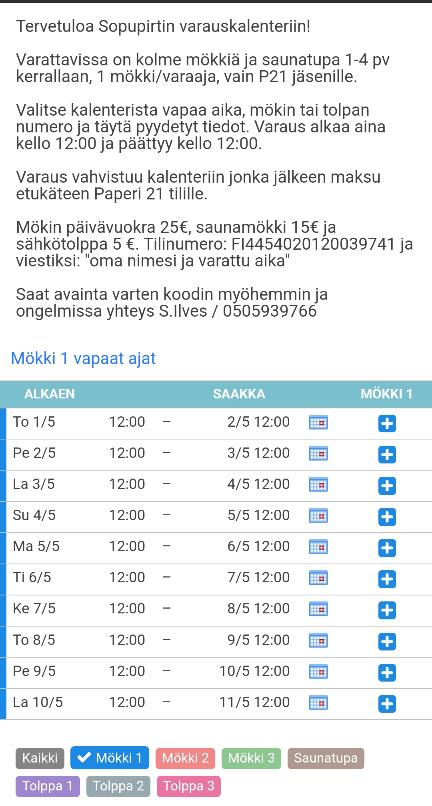 Tervetuloa Sopupirtin varauskalenteriin!
Varattavissa on kolme mökkiä ja saunatupa 1-4 pv
kerrallaan, 1 mökki/varaaja, vain P21 jäsenille.
Valitse kalenterista vapaa aika, mökin tai tolpan
numero ja täytä pyydetyt tiedot. Varaus alkaa aina
kello 12:00 ja päättyy kello 12:00.
Varaus vahvistuu kalenteriin jonka jälkeen maksu
etukäteen Paperi 21 tilille.
Mökin päivävuokra 25€, saunamökki 15€ ja
sähkötolppa 5 €. Tilinumero: FI4454020120039741 ja
viestiksi: "oma nimesi ja varattu aika"
Saat avainta varten koodin myöhemmin ja
ongelmissa yhteys S.Ilves / 0505939766
Mökki 1 vapaat ajat
ALKAEN SAAKKA MÖKKI 1
To 1/5 12:00 – 2/5 12:00
Pe 2/5 12:00 – 3/5 12:00
La 3/5 12:00 – 4/5 12:00
Su 4/5 12:00 – 5/5 12:00
Ma 5/5 12:00 – 6/5 12:00
Ti 6/5 12:00 – 7/5 12:00
Ke 7/5 12:00 – 8/5 12:00
To 8/5 12:00 – 9/5 12:00
Pe 9/5 12:00 – 10/5 12:00
La 10/5 12:00 – 11/5 12:00
Kaikki Mökki 1 Mökki 2 Mökki 3 Saunatupa
Tolppa 1 Tolppa 2 Tolppa 3